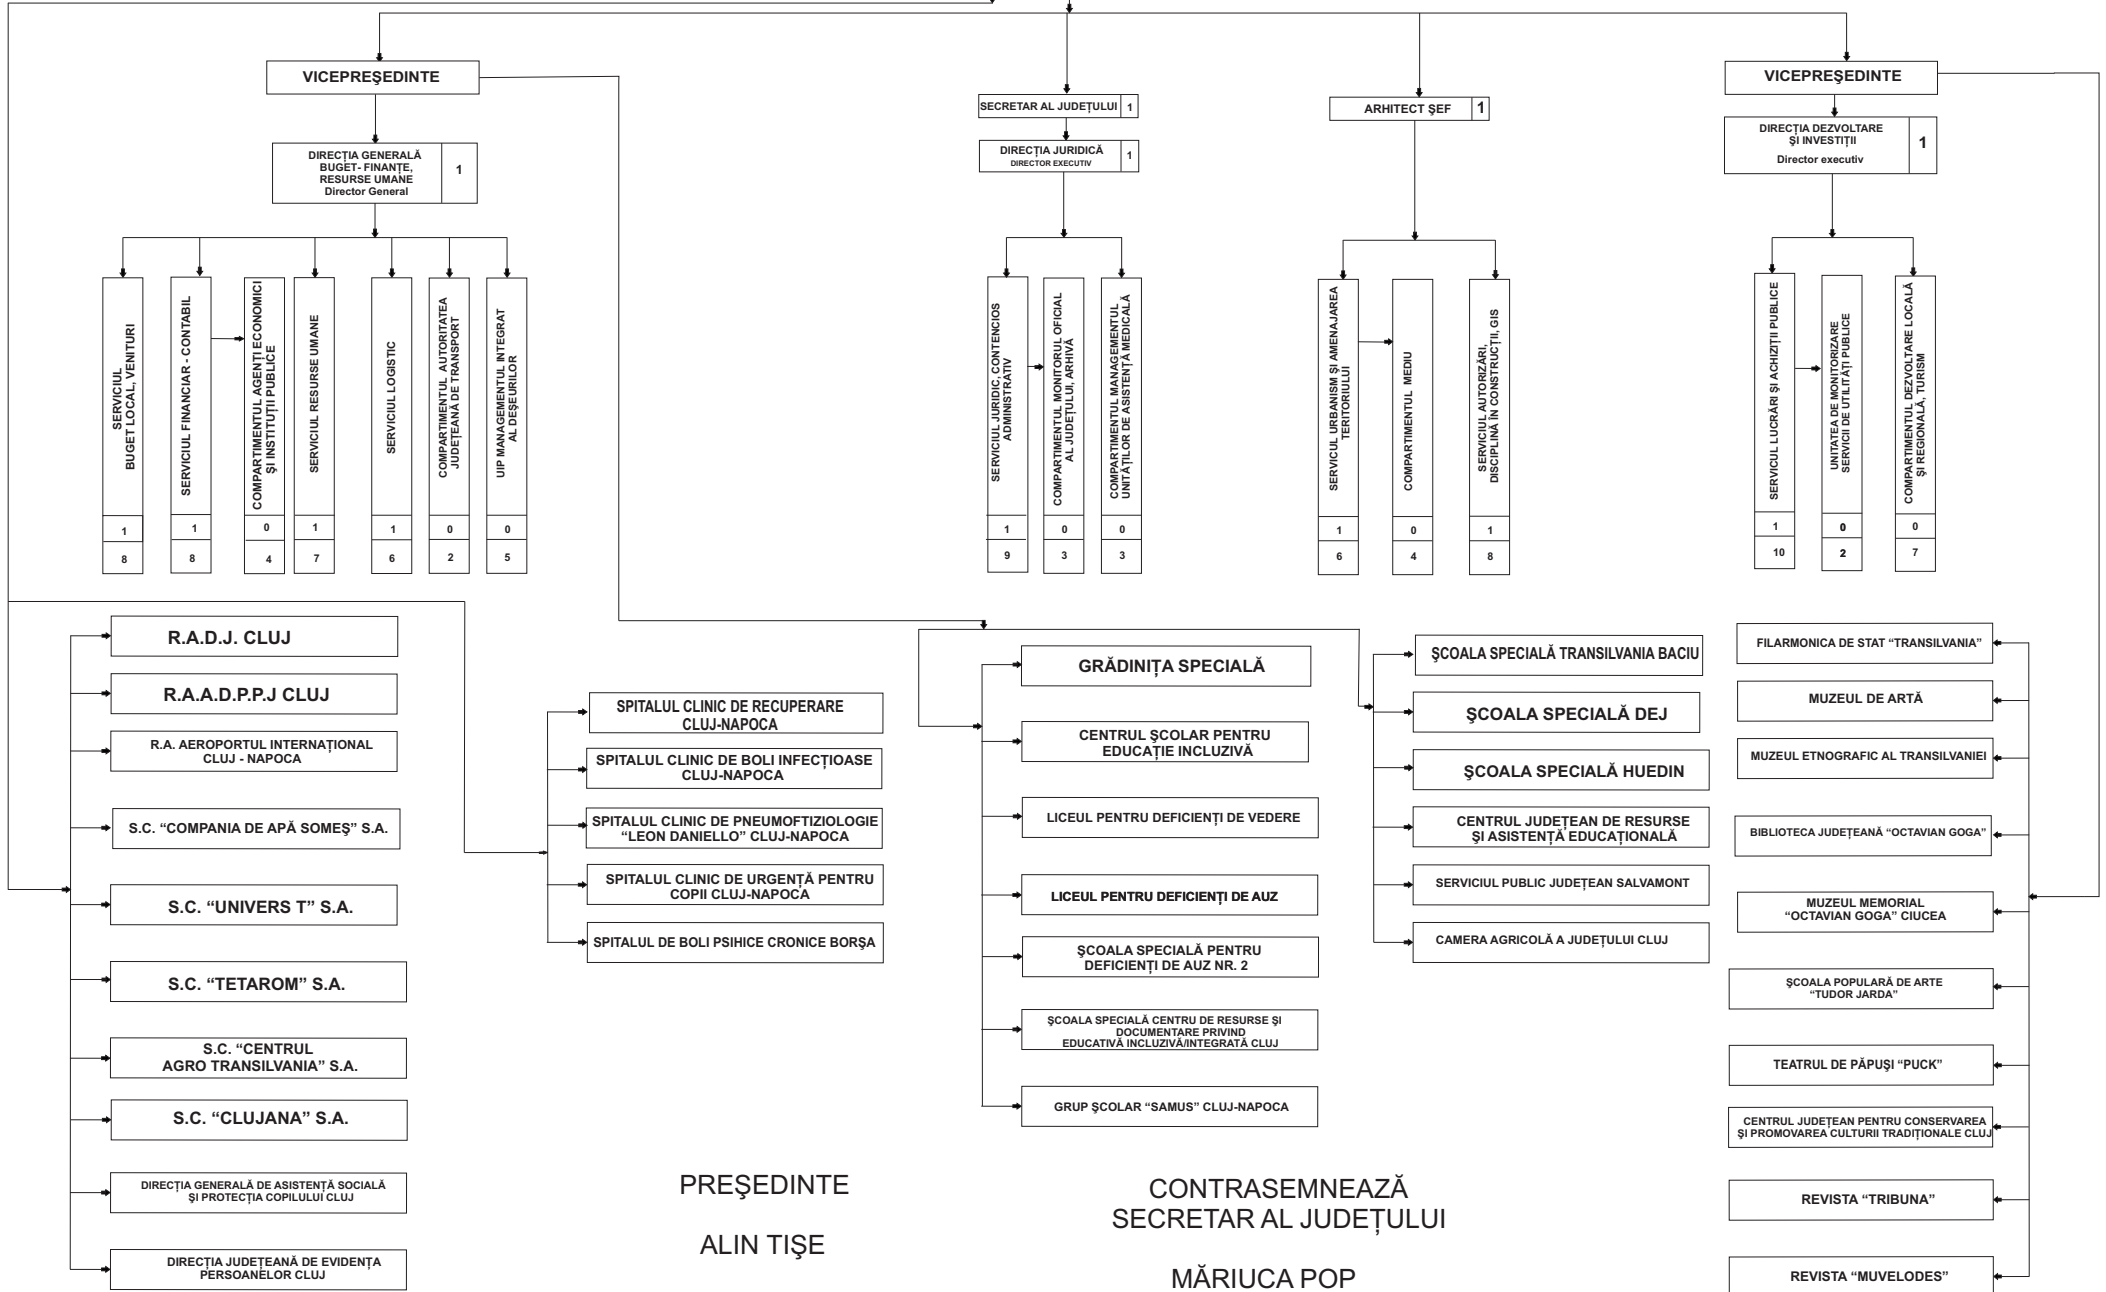 VICEPREŞEDINTE
DIRECȚIA GENERALĂ
BUGET- FINANȚE,
RESURSE UMANE
Director General
1
SERVICIUL
BUGET LOCAL, VENITURI
1
8
SERVICIUL FINANCIAR - CONTABIL
1
8
COMPARTIMENTUL AGENȚI ECONOMICI
ŞI INSTITUȚII PUBLICE
0
4
SERVICIUL RESURSE UMANE
1
7
SERVICIUL LOGISTIC
1
6
COMPARTIMENTUL AUTORITATEA
JUDEȚEANĂ DE TRANSPORT
0
2
UIP MANAGEMENTUL INTEGRAT
AL DEŞEURILOR
0
5
SECRETAR AL JUDEȚULUI
1
DIRECȚIA JURIDICĂ
DIRECTOR EXECUTIV
1
SERVICIUL JURIDIC, CONTENCIOS
ADMINISTRATIV
1
9
COMPARTIMENTUL MONITORUL OFICIAL
AL JUDEȚULUI, ARHIVĂ
0
3
COMPARTIMENTUL MANAGEMENTUL
UNITĂȚILOR DE ASISTENȚĂ MEDICALĂ
0
3
ARHITECT ŞEF
1
SERVICUL URBANISM ŞI AMENAJAREA
TERITORIULUI
1
6
COMPARTIMENTUL MEDIU
0
4
SERVICIUL AUTORIZĂRI,
DISCIPLINĂ ÎN CONSTRUCȚII, GIS
1
8
VICEPREŞEDINTE
DIRECȚIA DEZVOLTARE
ŞI INVESTIȚII
Director executiv
1
SERVICUL LUCRĂRI ŞI ACHIZIȚII PUBLICE
1
10
UNITATEA DE MONITORIZARE
SERVICII DE UTILITĂȚI PUBLICE
0
2
COMPARTIMENTUL DEZVOLTARE LOCALĂ
ŞI REGIONALĂ, TURISM
0
7
R.A.D.J. CLUJ
R.A.A.D.P.P.J CLUJ
R.A. AEROPORTUL INTERNAȚIONAL
CLUJ - NAPOCA
S.C. “COMPANIA DE APĂ SOMEŞ” S.A.
S.C. “UNIVERS T” S.A.
S.C. “TETAROM” S.A.
S.C. “CENTRUL
AGRO TRANSILVANIA” S.A.
S.C. “CLUJANA” S.A.
DIRECȚIA GENERALĂ DE ASISTENȚĂ SOCIALĂ
ŞI PROTECȚIA COPILULUI CLUJ
DIRECȚIA JUDEȚEANĂ DE EVIDENȚA
PERSOANELOR CLUJ
SPITALUL CLINIC DE RECUPERARE
CLUJ-NAPOCA
SPITALUL CLINIC DE BOLI INFECȚIOASE
CLUJ-NAPOCA
SPITALUL CLINIC DE PNEUMOFTIZIOLOGIE
“LEON DANIELLO” CLUJ-NAPOCA
SPITALUL CLINIC DE URGENȚĂ PENTRU
COPII CLUJ-NAPOCA
SPITALUL DE BOLI PSIHICE CRONICE BORŞA
GRĂDINIȚA SPECIALĂ
CENTRUL ŞCOLAR PENTRU
EDUCAȚIE INCLUZIVĂ
LICEUL PENTRU DEFICIENȚI DE VEDERE
LICEUL PENTRU DEFICIENȚI DE AUZ
ŞCOALA SPECIALĂ PENTRU
DEFICIENȚI DE AUZ NR. 2
ŞCOALA SPECIALĂ CENTRU DE RESURSE ŞI
DOCUMENTARE PRIVIND
EDUCATIVĂ INCLUZIVĂ/INTEGRATĂ CLUJ
GRUP ŞCOLAR “SAMUS” CLUJ-NAPOCA
ŞCOALA SPECIALĂ TRANSILVANIA BACIU
ŞCOALA SPECIALĂ DEJ
ŞCOALA SPECIALĂ HUEDIN
CENTRUL JUDEȚEAN DE RESURSE
ŞI ASISTENȚĂ EDUCAȚIONALĂ
SERVICIUL PUBLIC JUDEȚEAN SALVAMONT
CAMERA AGRICOLĂ A JUDEȚULUI CLUJ
FILARMONICA DE STAT “TRANSILVANIA”
MUZEUL DE ARTĂ
MUZEUL ETNOGRAFIC AL TRANSILVANIEI
BIBLIOTECA JUDEȚEANĂ “OCTAVIAN GOGA”
MUZEUL MEMORIAL
“OCTAVIAN GOGA” CIUCEA
ŞCOALA POPULARĂ DE ARTE
“TUDOR JARDA”
TEATRUL DE PĂPUŞI “PUCK”
CENTRUL JUDEȚEAN PENTRU CONSERVAREA
ŞI PROMOVAREA CULTURII TRADIȚIONALE CLUJ
REVISTA “TRIBUNA”
REVISTA “MUVELODES”
PREŞEDINTE
ALIN TIŞE
CONTRASEMNEAZĂ
SECRETAR AL JUDEȚULUI
MĂRIUCA POP